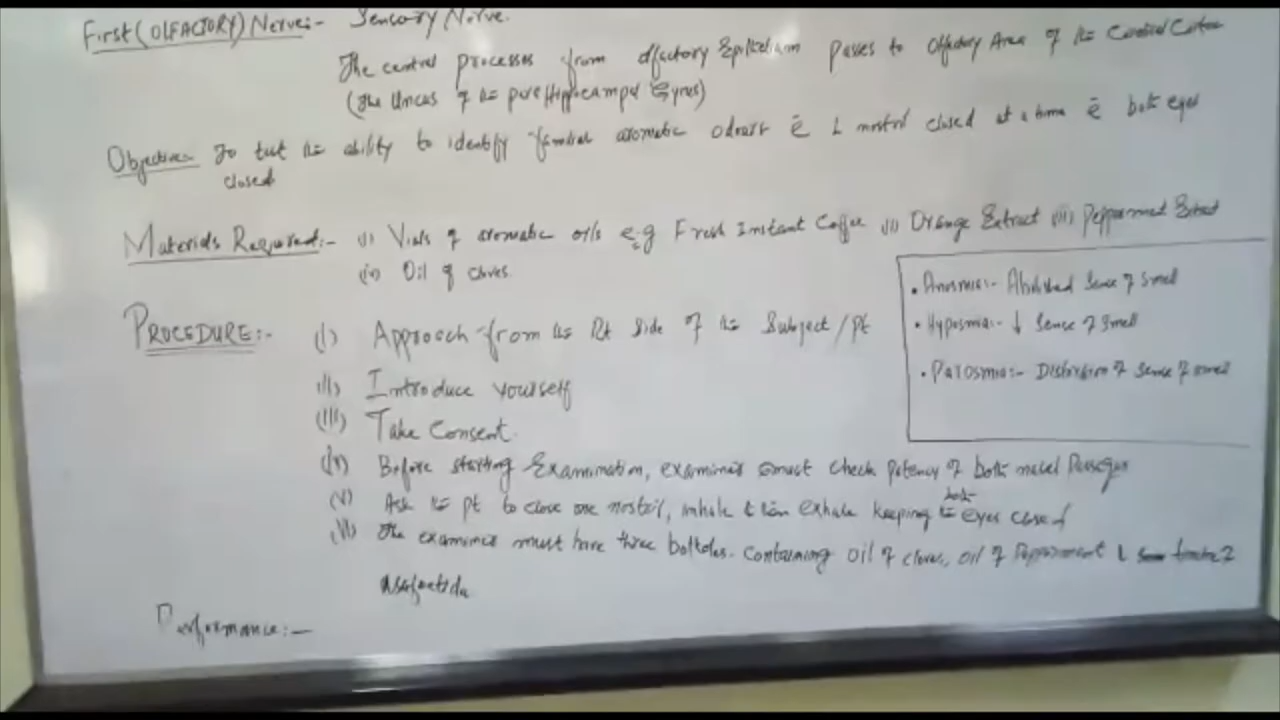 First (OLFACTORY) Nerve:- Sensory Nerve.
The central processes from olfactory Epithelium passes to Olfactory Area of the Cerebral Cortex
(The Uncus of the para Hippocampal Gyrus)
Objective:- To test the ability to identify familiar aromatic odours c̄ 1 nostril closed at a time c̄ both eyes
closed
Materials Required:- (i) Vials of aromatic oils e.g Fresh Instant Coffee (ii) Orange Extract (iii) Peppermint Extract
(iv) Oil of cloves.
• Anosmia:- Abolished Sense of Smell
• Hyposmia:- ↓ Sense of Smell
• Parosmia:- Distortion of Sense of smell
PROCEDURE:- (I) Approach from the Rt Side of the Subject/pt
(II) Introduce yourself
(III) Take Consent.
(IV) Before starting Examination, examiner must check Patency of both nasal Passages
(V) Ask the pt to close one nostril, inhale & then exhale keeping the both eyes closed
(VI) The examiner must have three bottles. Containing oil of cloves, oil of Peppermint & tincture of
Asafoetida
Performance:-